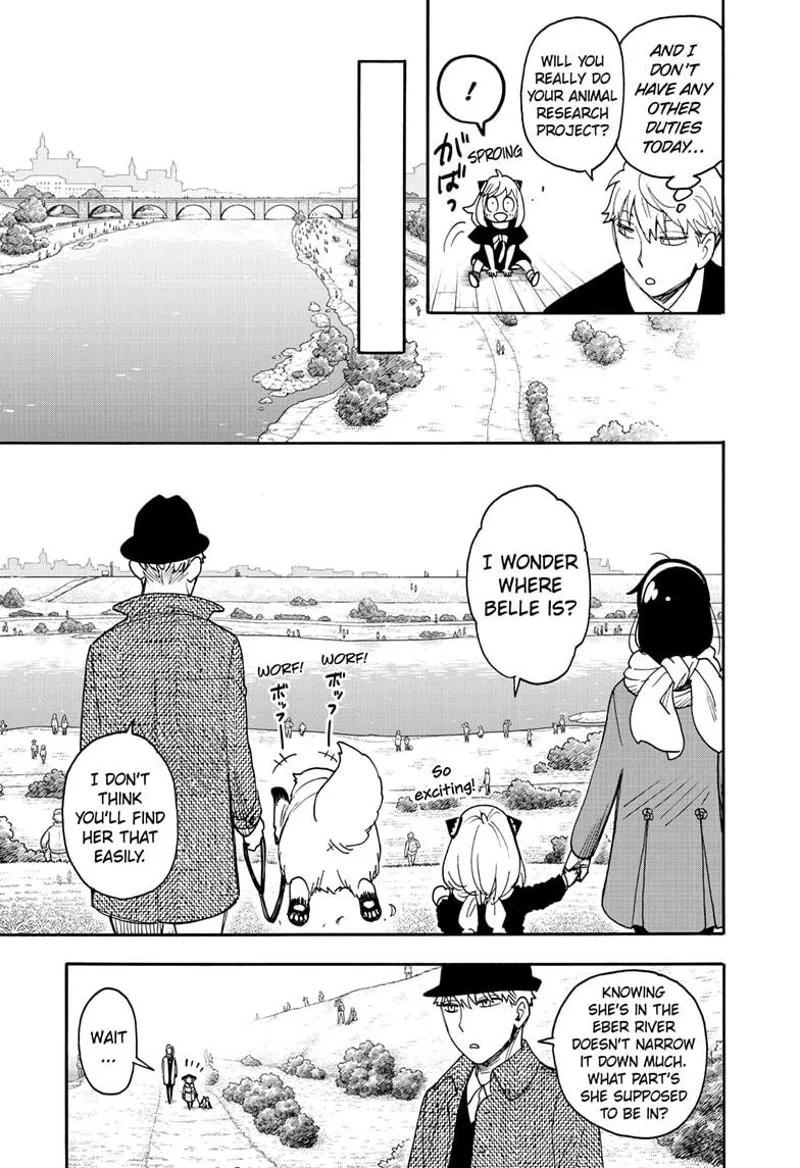 AND I
DON'T
HAVE ANY
OTHER
DUTIES
TODAY...
WILL YOU
REALLY DO
YOUR ANIMAL
RESEARCH
PROJECT?
!
がばっ
SPROING
I WONDER
WHERE
BELLE IS?
WORF!
ボッフ
WORF!
ボッフ
So
exciting!
I DON'T
THINK
YOU'LL FIND
HER THAT
EASILY.
KNOWING
SHE'S IN THE
EBER RIVER
DOESN'T NARROW
IT DOWN MUCH.
WHAT PART'S
SHE SUPPOSED
TO BE IN?
WAIT
...